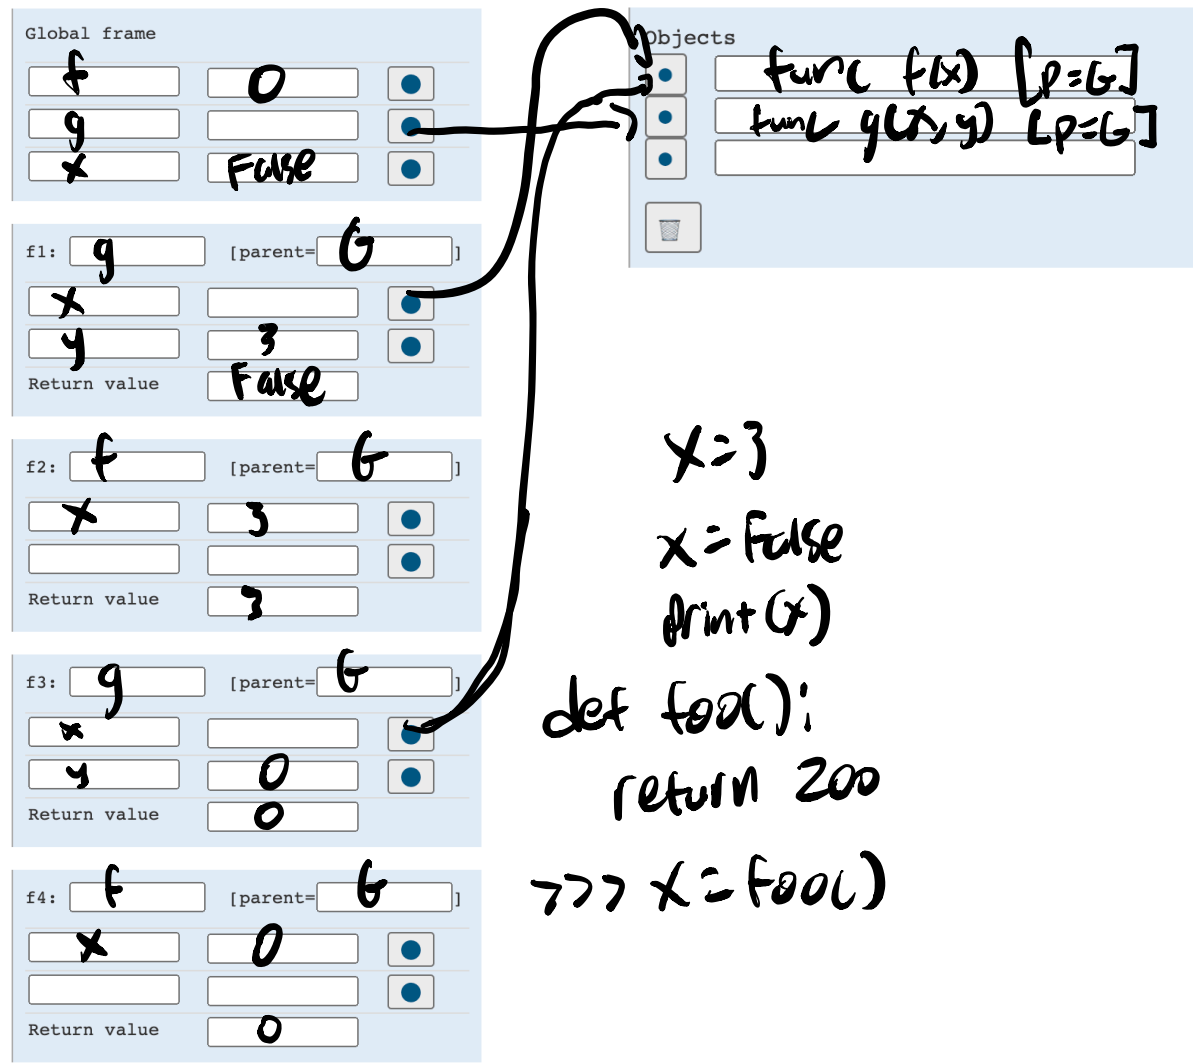 Global frame
f 0
g
x False
f1: g [parent= G ]
x
y 3
Return value False
f2: f [parent= G ]
x 3
Return value 3
f3: g [parent= G ]
x
y 0
Return value 0
f4: f [parent= G ]
x 0
Return value 0
Objects
func f(x) [p=G]
func g(x,y) [p=G]
x=3
x=False
print(x)
def foo():
return 200
>>> x=foo()